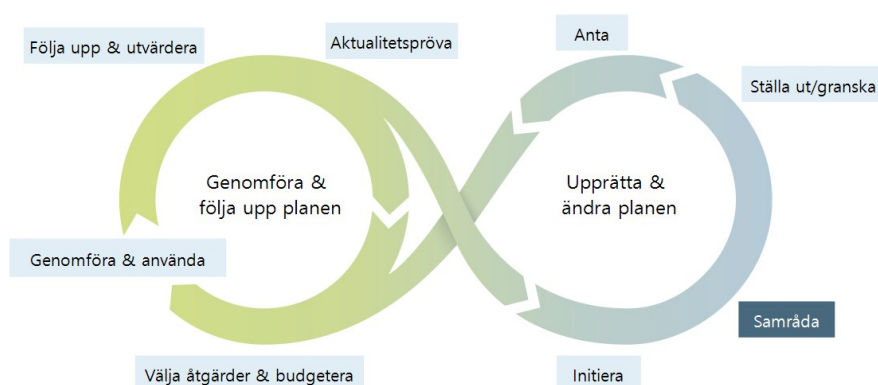 Följa upp & utvärdera
Aktualitetspröva
Anta
Ställa ut/granska
Genomföra &
följa upp planen
Upprätta &
ändra planen
Genomföra & använda
Samråda
Välja åtgärder & budgetera
Initiera